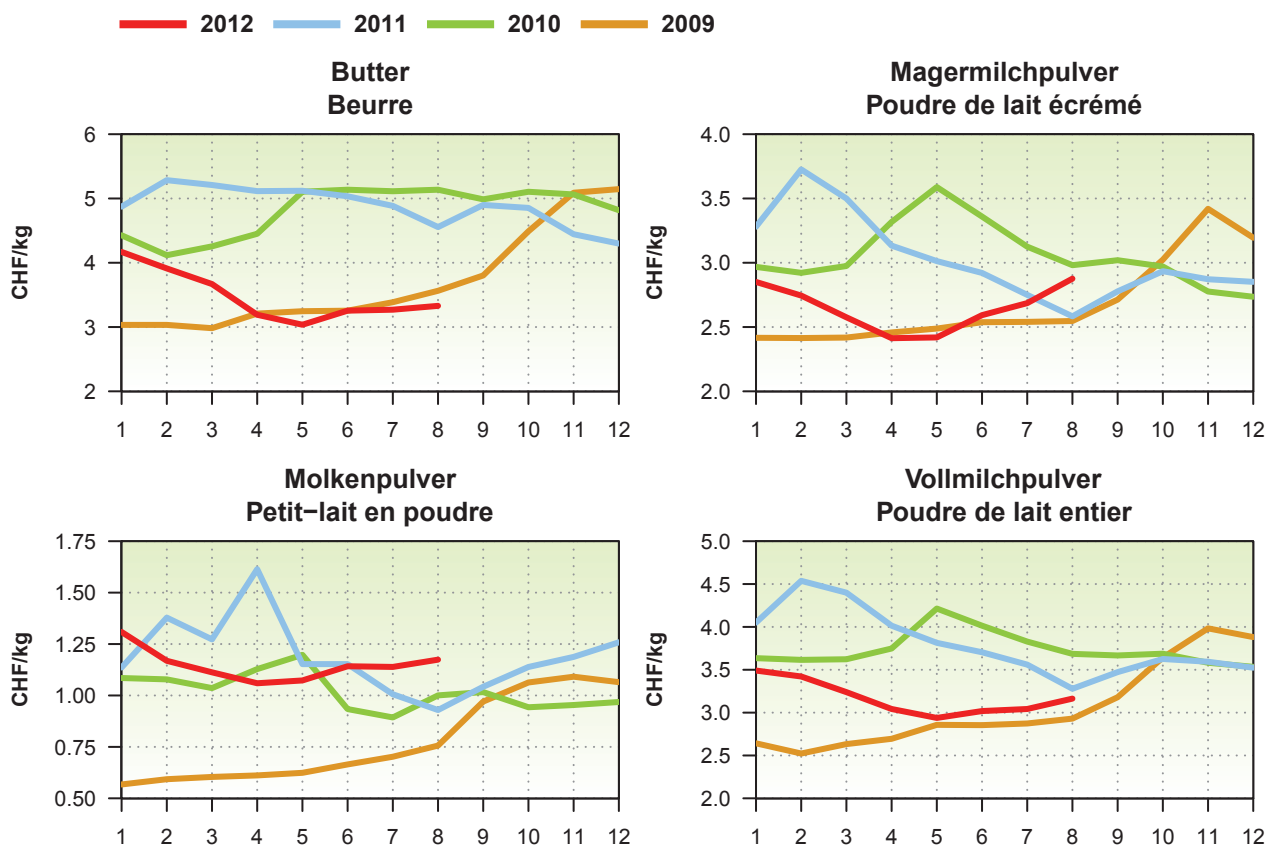 2012 2011 2010 2009
Butter
Beurre
CHF/kg
6
5
4
3
2
1 2 3 4 5 6 7 8 9 10 11 12
Magermilchpulver
Poudre de lait écrémé
CHF/kg
4.0
3.5
3.0
2.5
2.0
1 2 3 4 5 6 7 8 9 10 11 12
Molkenpulver
Petit−lait en poudre
CHF/kg
1.75
1.50
1.25
1.00
0.75
0.50
1 2 3 4 5 6 7 8 9 10 11 12
Vollmilchpulver
Poudre de lait entier
CHF/kg
5.0
4.5
4.0
3.5
3.0
2.5
2.0
1 2 3 4 5 6 7 8 9 10 11 12